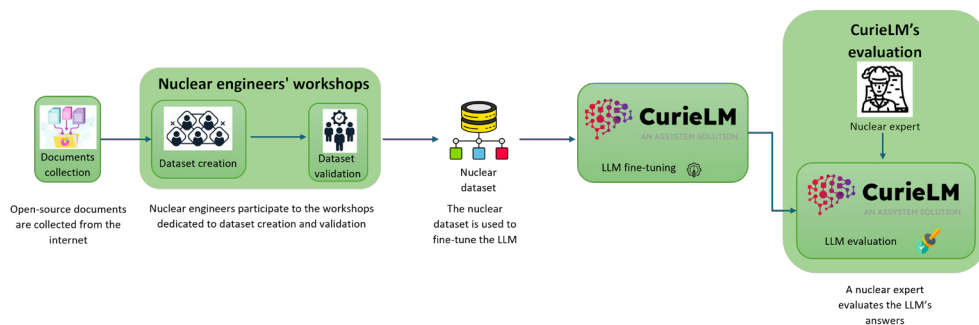 Documents
collection
Open-source documents
are collected from the
internet
Nuclear engineers' workshops
Dataset creation
Dataset
validation
Nuclear engineers participate to the workshops
dedicated to dataset creation and validation
Nuclear
dataset
The nuclear
dataset is used to
fine-tune the LLM
CurieLM
AN ASSYSTEM SOLUTION
LLM fine-tuning
CurieLM's
evaluation
Nuclear expert
CurieLM
AN ASSYSTEM SOLUTION
LLM evaluation
A nuclear expert
evaluates the LLM's
answers